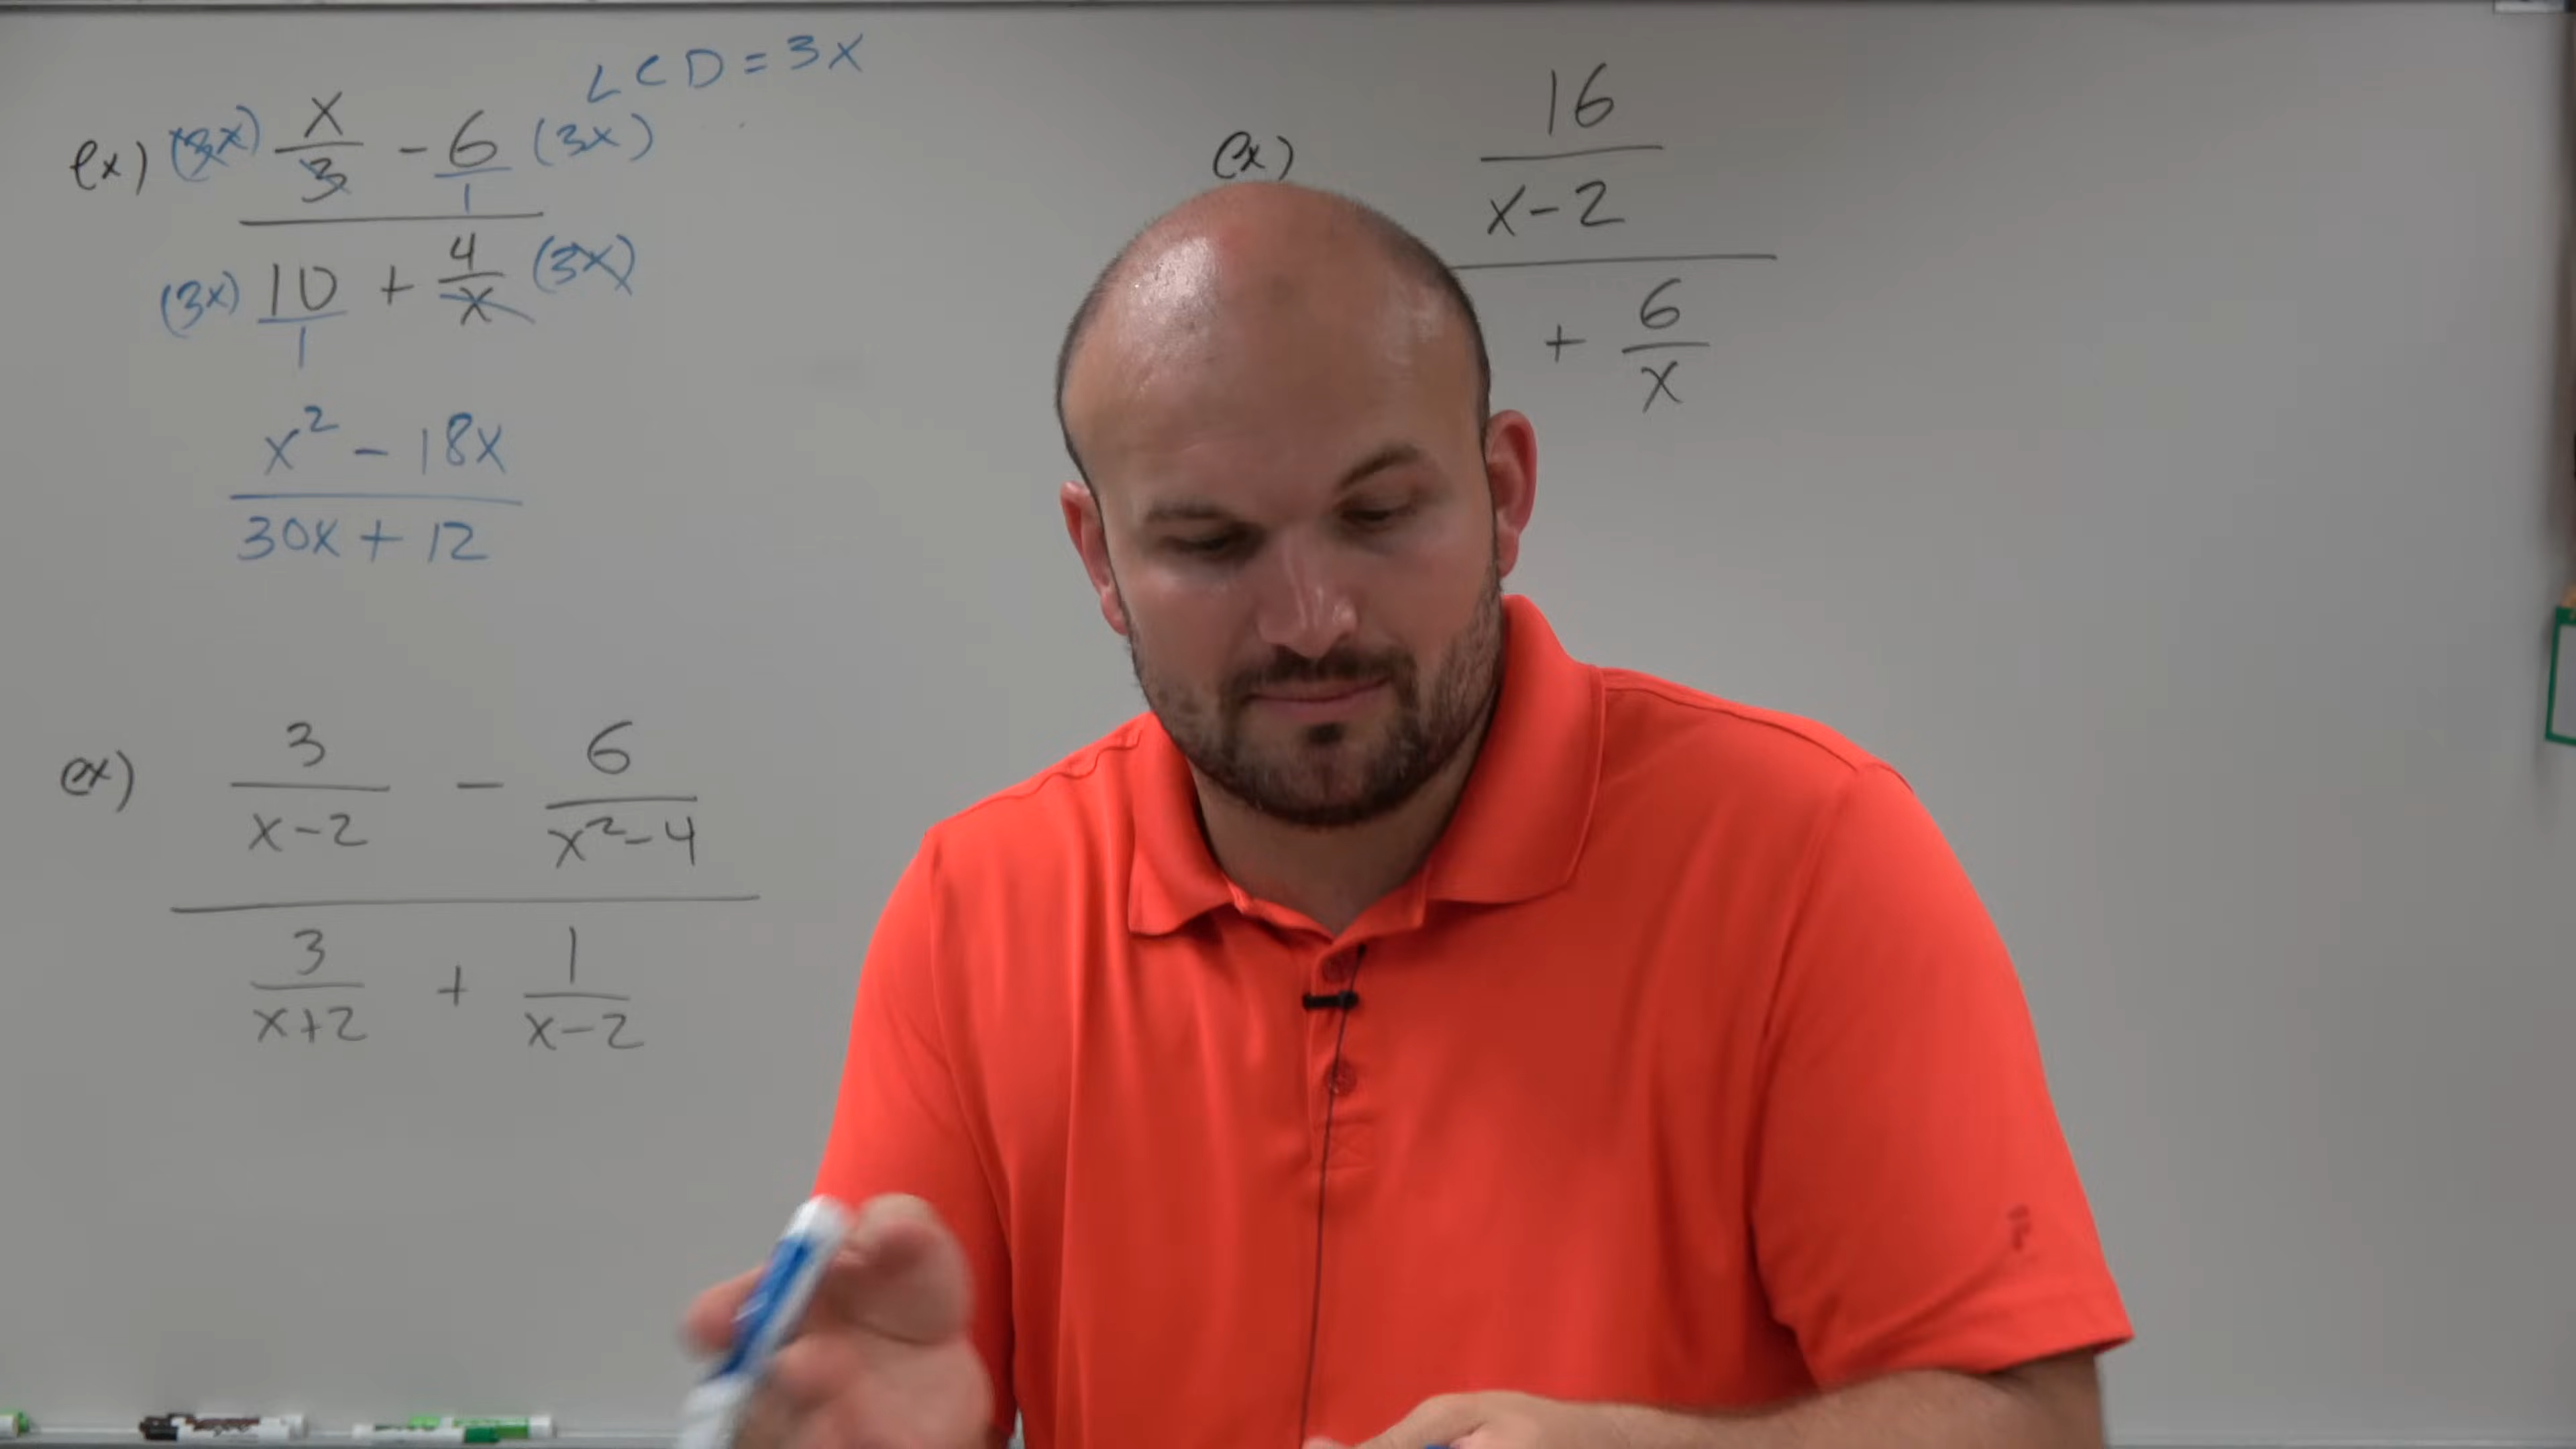 LCD = 3x
ex) (3x) x/3 - 6/1 (3x)
(3x) 10/1 + 4/x (3x)
x² - 18x
30x + 12
ex) 3/x-2 - 6/x²-4
3/x+2 + 1/x-2
ex) 16
x-2
+ 6/x